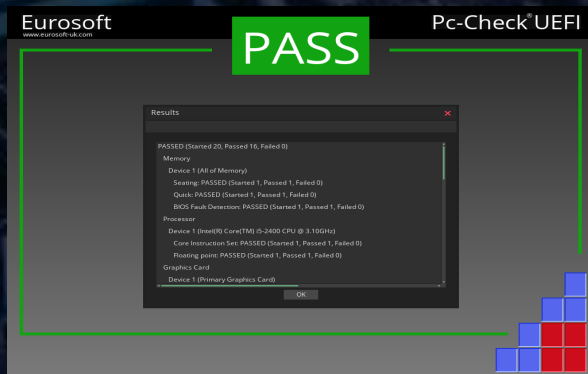 Eurosoft
www.eurosoft-uk.com
PASS
Pc-Check® UEFI
Results
PASSED (Started 20, Passed 16, Failed 0)
Memory
Device 1 (All of Memory)
Seating: PASSED (Started 1, Passed 1, Failed 0)
Quick: PASSED (Started 1, Passed 1, Failed 0)
BIOS Fault Detection: PASSED (Started 1, Passed 1, Failed 0)
Processor
Device 1 (Intel(R) Core(TM) i5-2400 CPU @ 3.10GHz)
Core Instruction Set: PASSED (Started 1, Passed 1, Failed 0)
Floating point: PASSED (Started 1, Passed 1, Failed 0)
Graphics Card
Device 1 (Primary Graphics Card)
OK